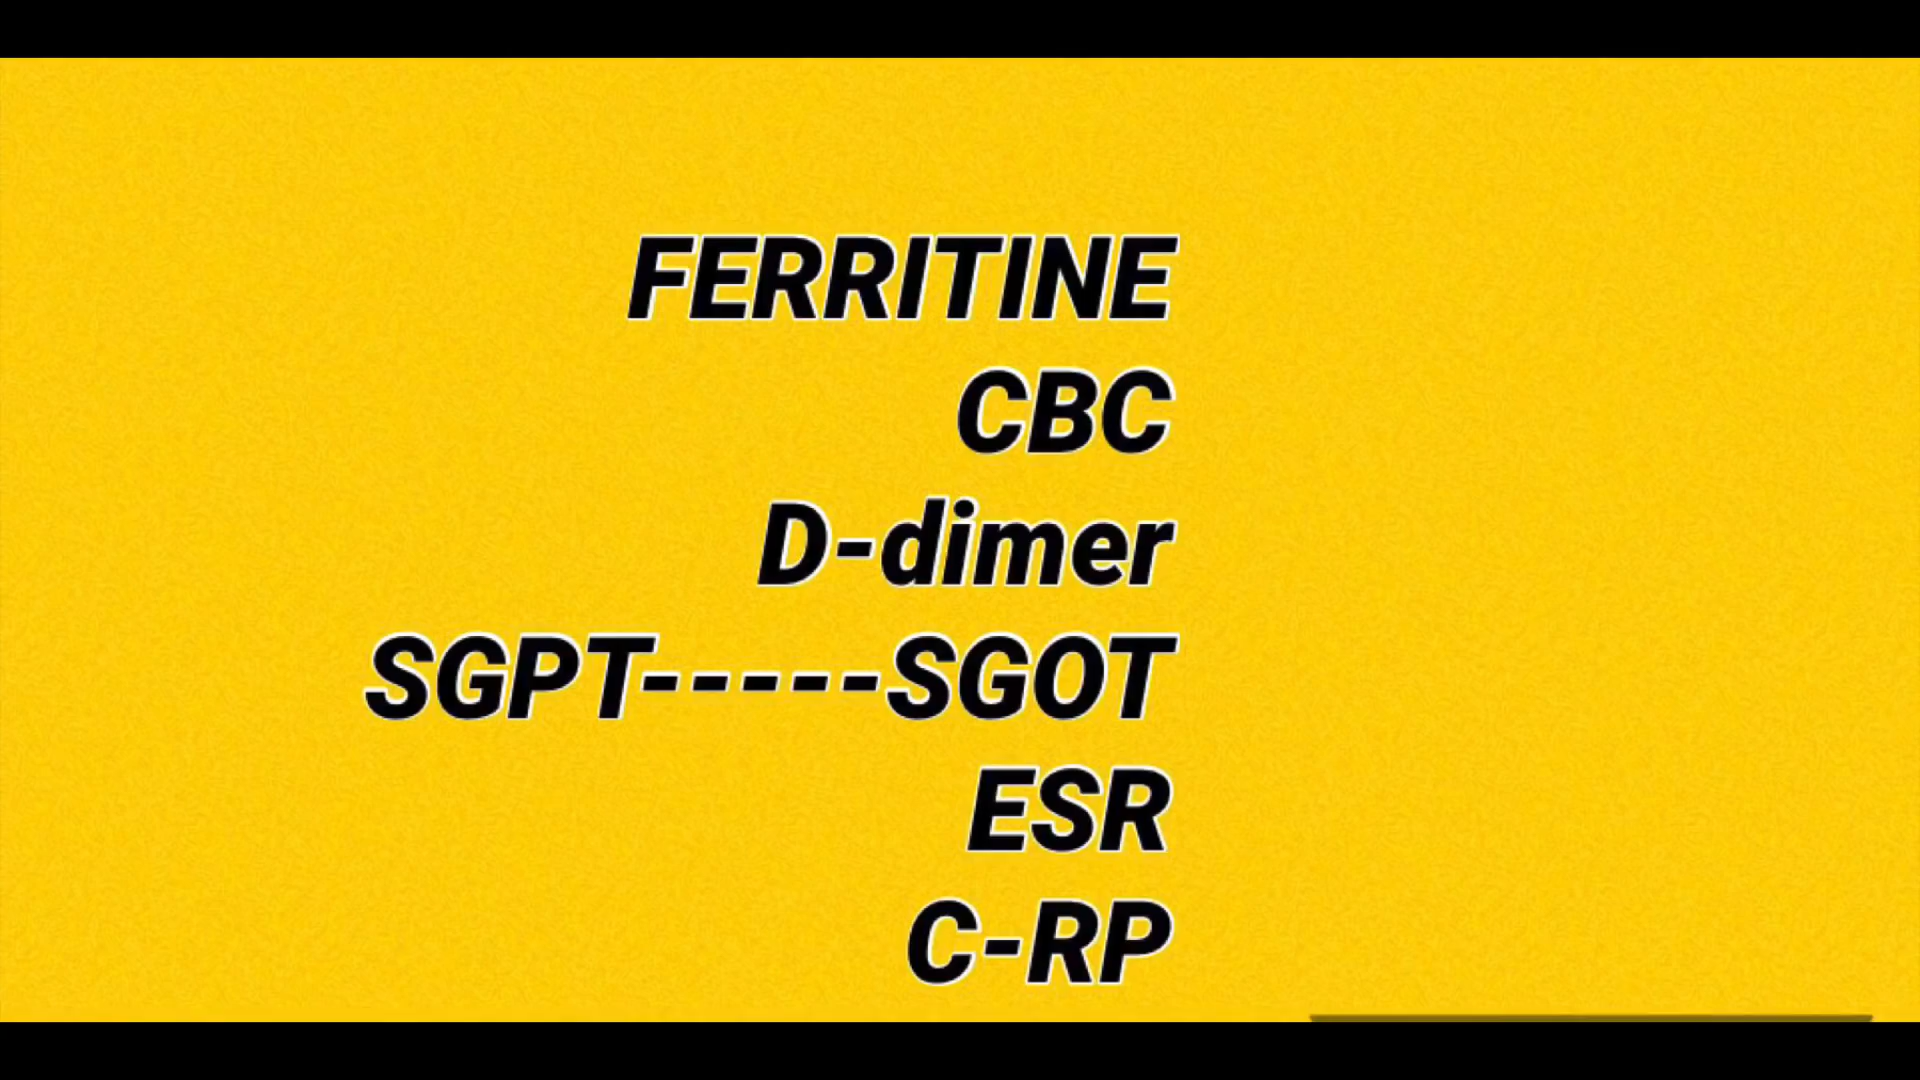 FERRITINE
CBC
D-dimer
SGPT-----SGOT
ESR
C-RP